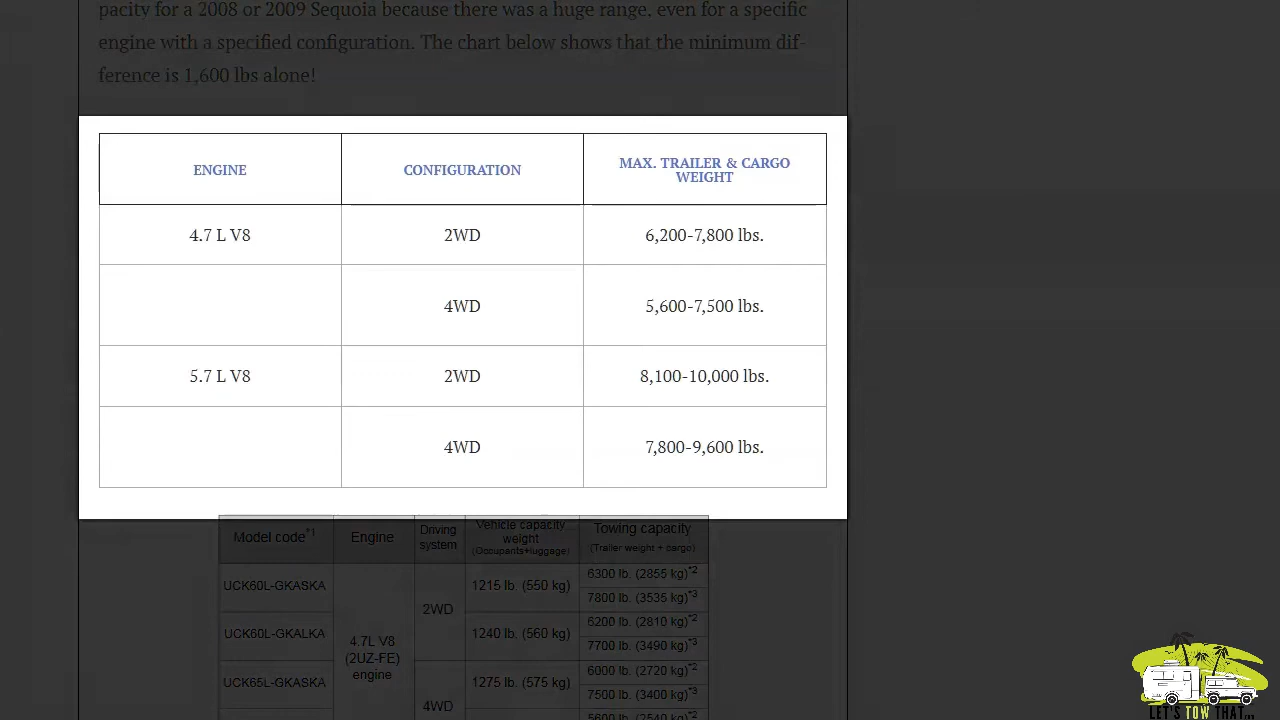 pacity for a 2008 or 2009 Sequoia because there was a huge range, even for a specific
engine with a specified configuration. The chart below shows that the minimum dif-
ference is 1,600 lbs alone!
ENGINE CONFIGURATION MAX. TRAILER & CARGO
WEIGHT
4.7 L V8 2WD 6,200-7,800 lbs.
4WD 5,600-7,500 lbs.
5.7 L V8 2WD 8,100-10,000 lbs.
4WD 7,800-9,600 lbs.
Model code*1 Engine Driving system Vehicle capacity weight (Occupants+luggage) Towing capacity (Trailer weight + cargo)
UCK60L-GKASKA 4.7L V8 (2UZ-FE) engine 2WD 1215 lb. (550 kg) 6300 lb. (2855 kg)*2
7800 lb. (3535 kg)*3
UCK60L-GKALKA 1240 lb. (560 kg) 6200 lb. (2810 kg)*2
7700 lb. (3490 kg)*3
UCK65L-GKASKA 4WD 1275 lb. (575 kg) 6000 lb. (2720 kg)*2
7500 lb. (3400 kg)*3
5600 lb. (2540 kg)*2
LET'S TOW THAT...